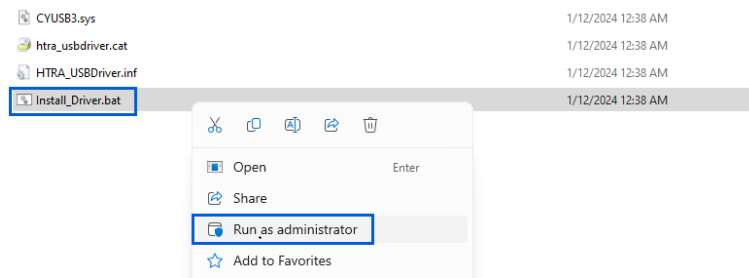 CYUSB3.sys 1/12/2024 12:38 AM
htra_usbdriver.cat 1/12/2024 12:38 AM
HTRA_USBDriver.inf 1/12/2024 12:38 AM
Install_Driver.bat 1/12/2024 12:38 AM
Open Enter
Share
Run as administrator
Add to Favorites